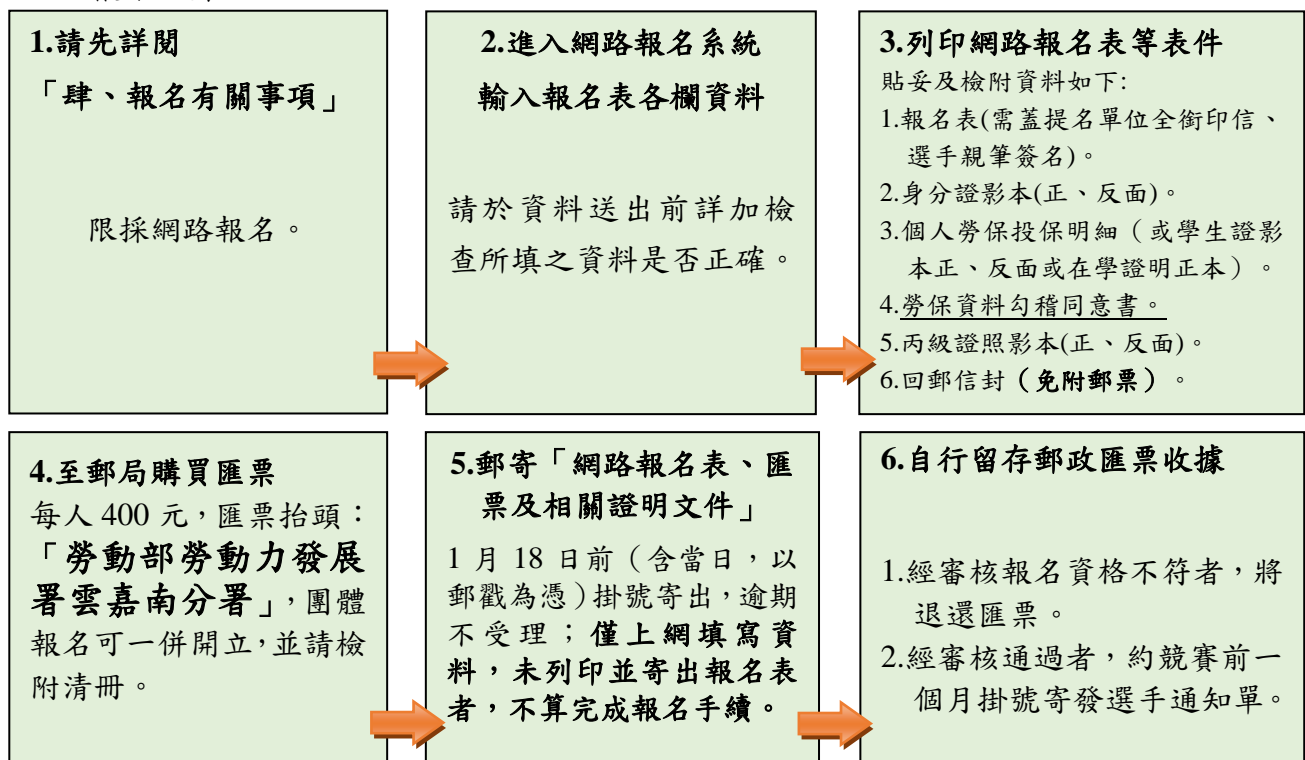 1.請先詳閱
「肆、報名有關事項」
限採網路報名。
2.進入網路報名系統
輸入報名表各欄資料
請於資料送出前詳加檢
查所填之資料是否正確。
3.列印網路報名表等表件
貼妥及檢附資料如下:
1.報名表(需蓋提名單位全銜印信、
選手親筆簽名)。
2.身分證影本(正、反面)。
3.個人勞保投保明細（或學生證影
本正、反面或在學證明正本）。
4.勞保資料勾稽同意書。
5.丙級證照影本(正、反面)。
6.回郵信封（免附郵票）。
4.至郵局購買匯票
每人 400 元，匯票抬頭：
「勞動部勞動力發展
署雲嘉南分署」，團體
報名可一併開立，並請檢
附清冊。
5.郵寄「網路報名表、匯
票及相關證明文件」
1 月 18 日前（含當日，以
郵戳為憑）掛號寄出，逾期
不受理；僅上網填寫資
料，未列印並寄出報名表
者，不算完成報名手續。
6.自行留存郵政匯票收據
1.經審核報名資格不符者，將
退還匯票。
2.經審核通過者，約競賽前一
個月掛號寄發選手通知單。